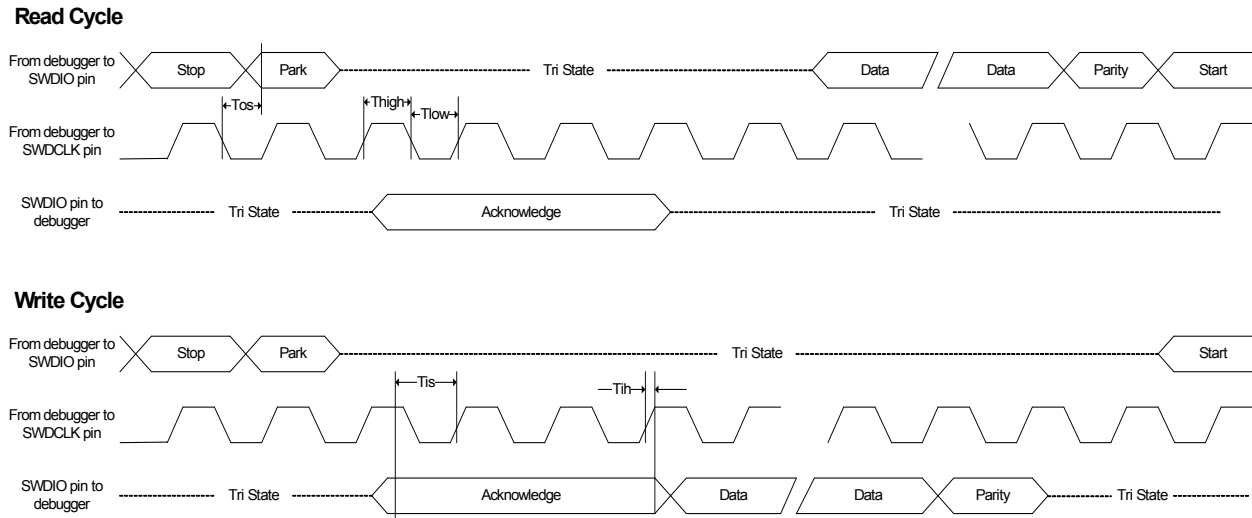 Read Cycle
From debugger to
SWDIO pin
Stop
Park
Tri State
Data
Data
Parity
Start
Tos
Thigh
Tlow
From debugger to
SWDCLK pin
SWDIO pin to
debugger
Tri State
Acknowledge
Tri State
Write Cycle
From debugger to
SWDIO pin
Stop
Park
Tri State
Start
Tis
Tih
From debugger to
SWDCLK pin
SWDIO pin to
debugger
Tri State
Acknowledge
Data
Data
Parity
Tri State